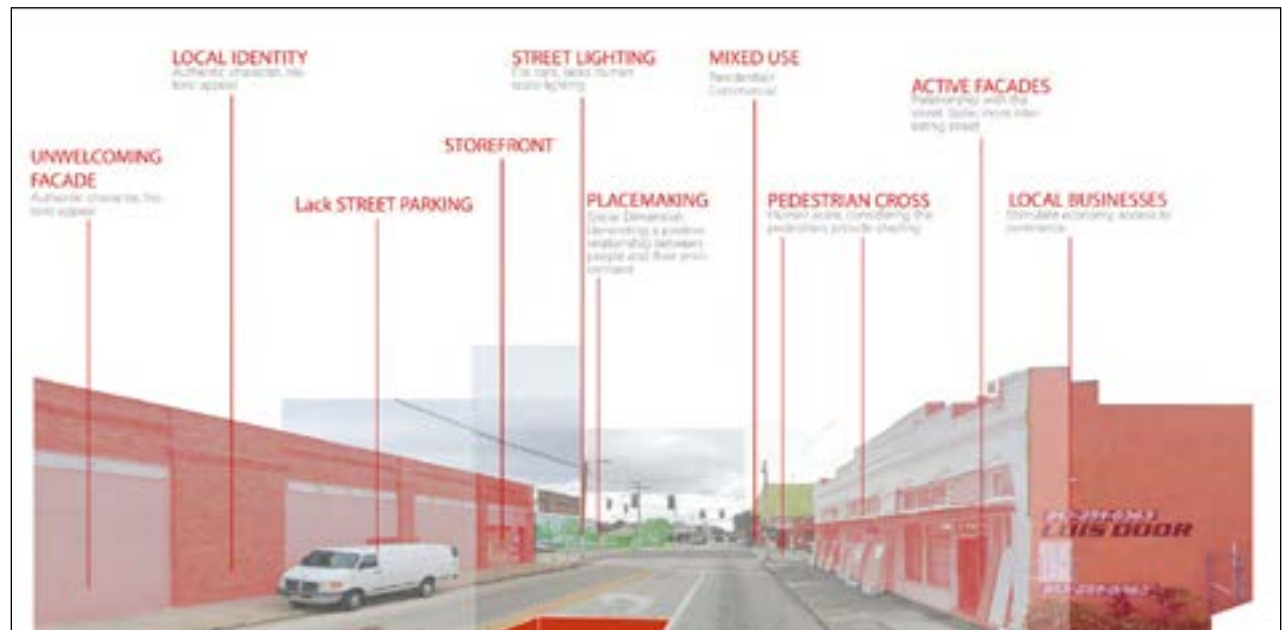 LOCAL IDENTITY
Authentic character, his-
toric appeal
STREET LIGHTING
For cars, lacks human
scale lighting
MIXED USE
Residential/
Commercial
ACTIVE FACADES
Relationship with the
street. Safer, more inter-
esting street
UNWELCOMING
FACADE
Authentic character, his-
toric appeal
STOREFRONT
Lack STREET PARKING
PLACEMAKING
Social Dimension.
Generating a positive
relationship between
people and their envi-
ronment
PEDESTRIAN CROSS
Human scale, considering the
pedestrian, provide shading
LOCAL BUSINESSES
Stimulate economy, access to
commerce
LUIS DOOR